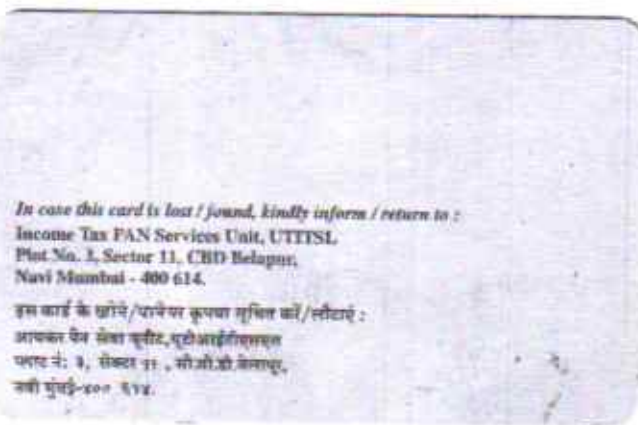 In case this card is lost / found, kindly inform / return to :
Income Tax PAN Services Unit, UTITSL
Plot No. 3, Sector 11, CBD Belapur,
Navi Mumbai - 400 614.
इस कार्ड के खोने/पानेपर कृपया सूचित करें/लौटाएं :
आयकर पैन सेवा यूनीट, यूटीआईटीएसएल
प्लाट नं: ३, सेक्टर ११ , सी.बी.डी.बेलापूर,
नवी मुंबई-४०० ६१४.